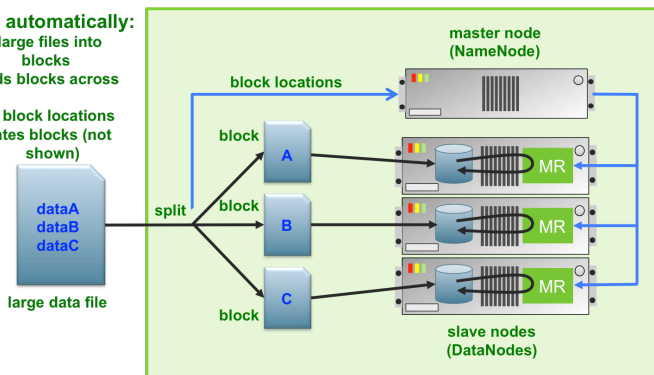 automatically:
large files into
blocks
ds blocks across
block locations
ates blocks (not
shown)
dataA
dataB
dataC
large data file
split
block
A
block
B
block
C
block locations
master node
(NameNode)
MR
MR
MR
slave nodes
(DataNodes)